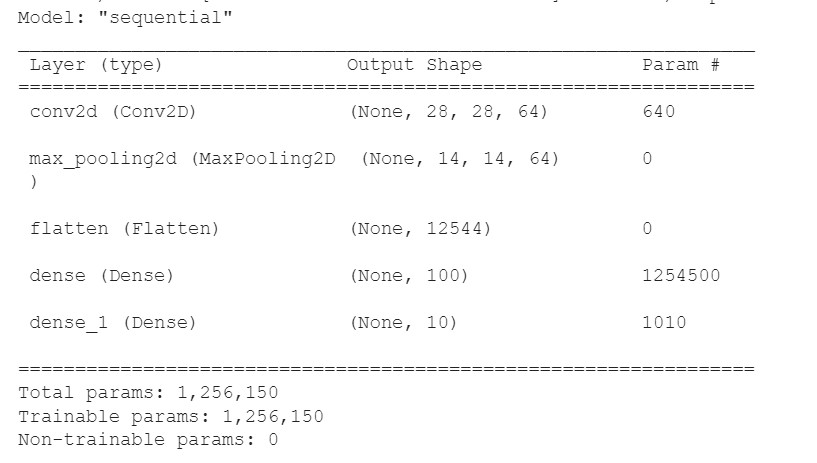 Model: "sequential"
Layer (type) Output Shape Param #
=================================================================
conv2d (Conv2D) (None, 28, 28, 64) 640
max_pooling2d (MaxPooling2D (None, 14, 14, 64) 0
)
flatten (Flatten) (None, 12544) 0
dense (Dense) (None, 100) 1254500
dense_1 (Dense) (None, 10) 1010
=================================================================
Total params: 1,256,150
Trainable params: 1,256,150
Non-trainable params: 0